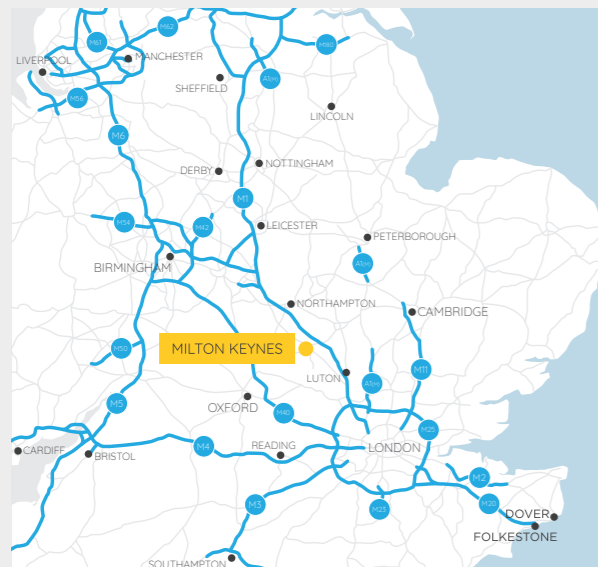 M62
M61
M180
LIVERPOOL
MANCHESTER
A1(M)
SHEFFIELD
M56
LINCOLN
M6
DERBY
NOTTINGHAM
M1
M54
M42
LEICESTER
PETERBOROUGH
BIRMINGHAM
A1(M)
NORTHAMPTON
CAMBRIDGE
M50
MILTON KEYNES
LUTON
M11
A1(M)
M5
OXFORD
M40
M25
CARDIFF
BRISTOL
M4
READING
LONDON
M2
M3
M23
M20
DOVER
FOLKESTONE
SOUTHAMPTON